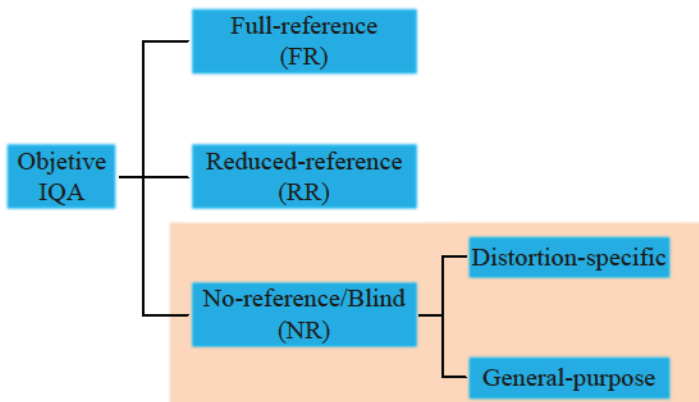 Full-reference
(FR)
Objetive
IQA
Reduced-reference
(RR)
No-reference/Blind
(NR)
Distortion-specific
General-purpose